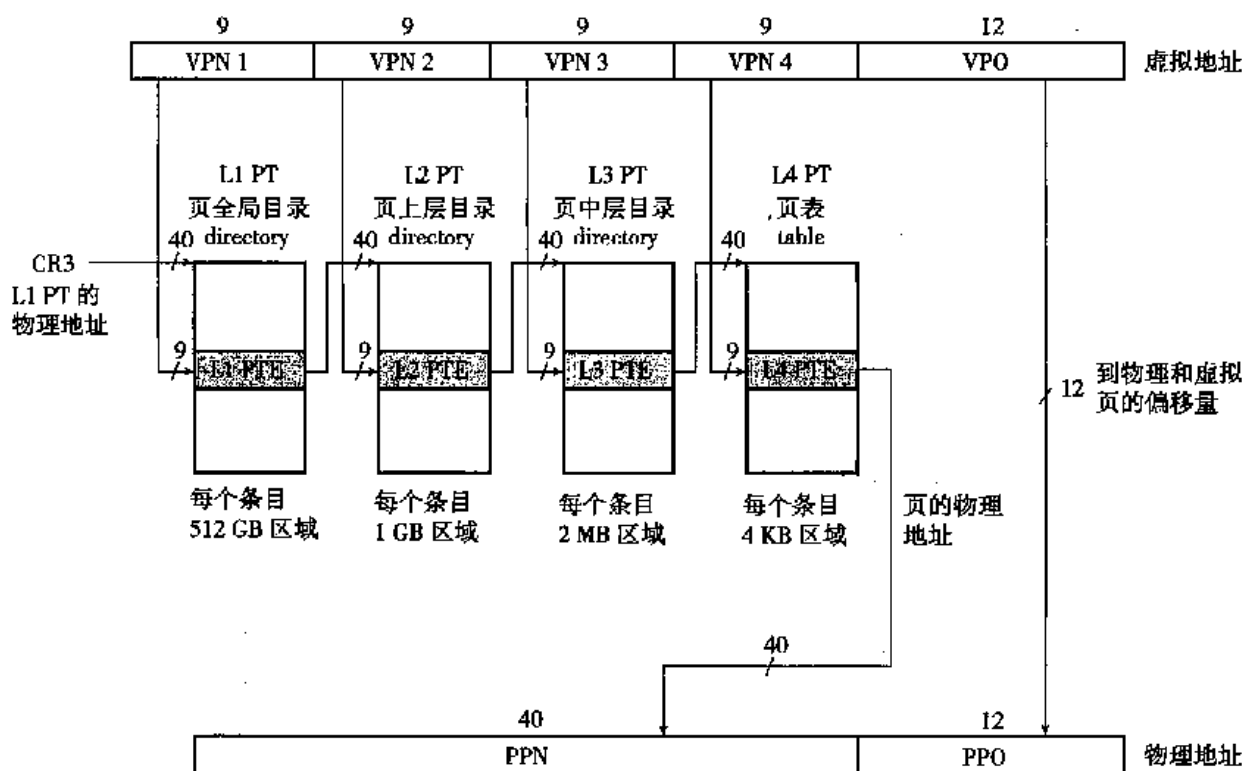 9 9 9 9 12
VPN 1 VPN 2 VPN 3 VPN 4 VPO 虚拟地址
L1 PT
页全局目录
directory
L2 PT
页上层目录
directory
L3 PT
页中层目录
directory
L4 PT
页表
table
40 40 40 40
CR3
L1 PT 的
物理地址
9 9 9 9
L1 PTE L2 PTE L3 PTE L4 PTE
12
到物理和虚拟
页的偏移量
每个条目
512 GB 区域
每个条目
1 GB 区域
每个条目
2 MB 区域
每个条目
4 KB 区域
页的物理
地址
40
40 12
PPN PPO 物理地址